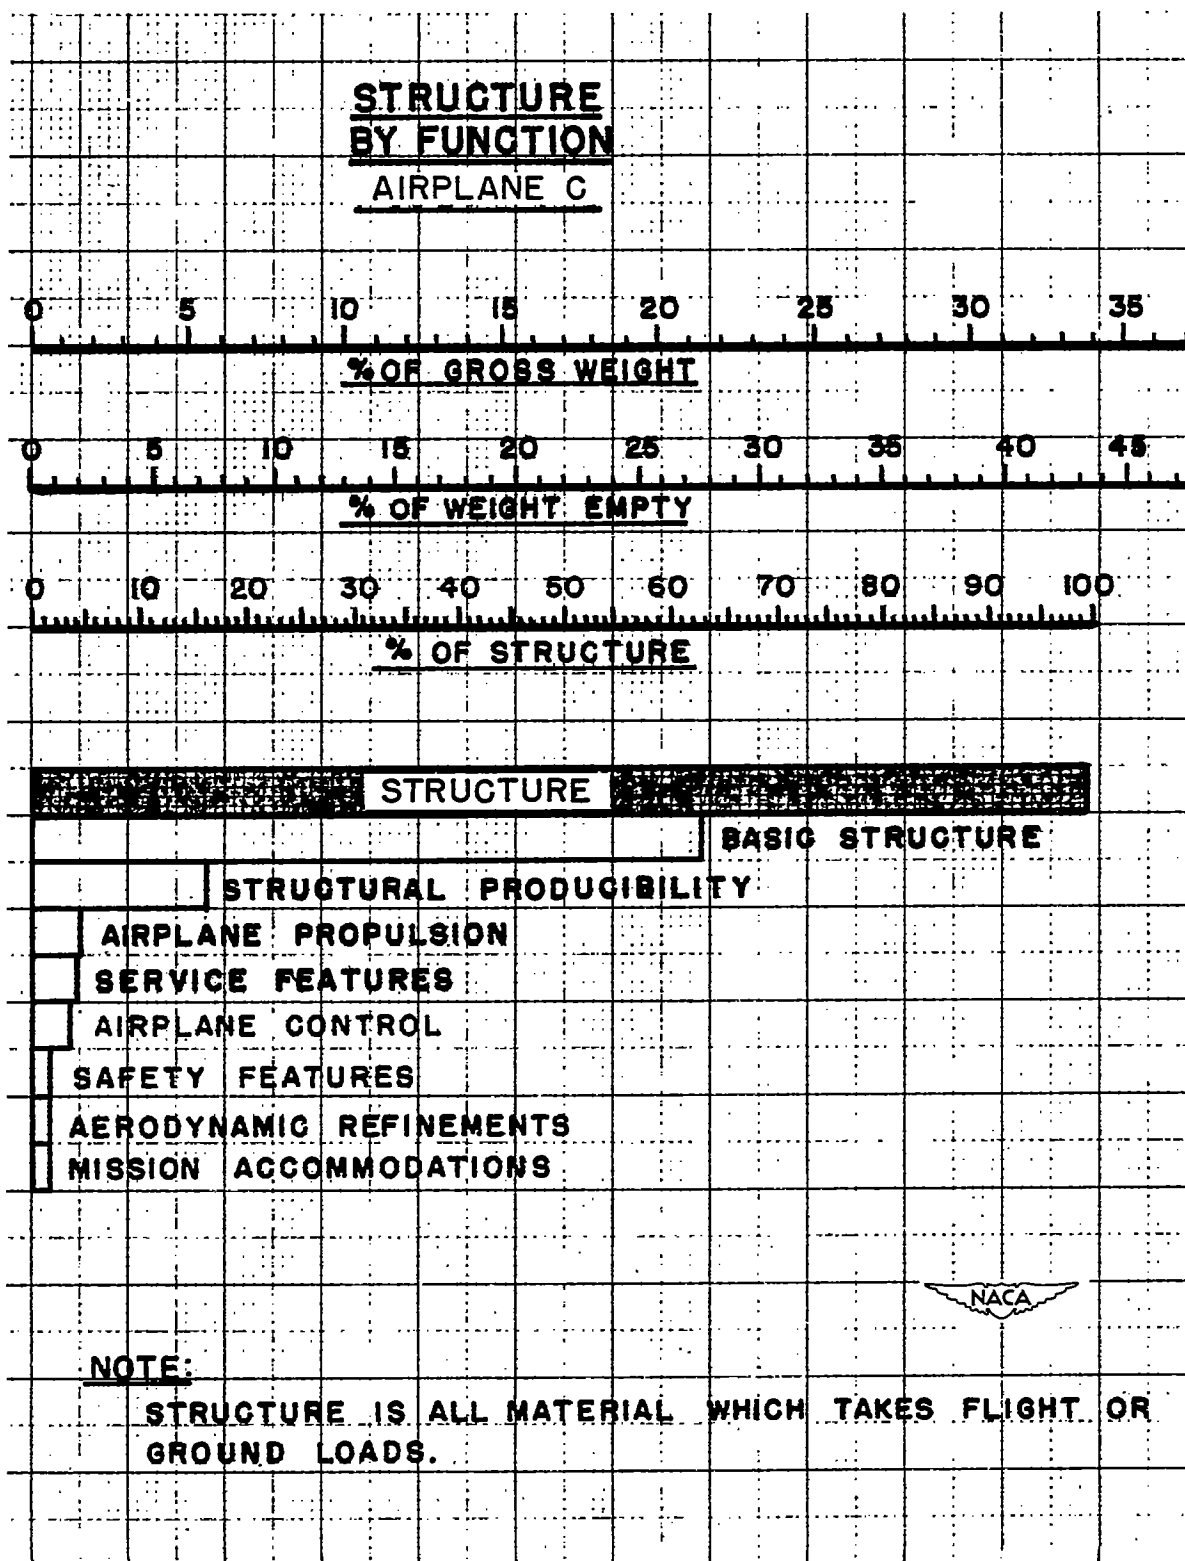 STRUCTURE
BY FUNCTION
AIRPLANE C
0 5 10 15 20 25 30 35
% OF GROSS WEIGHT
0 5 10 15 20 25 30 35 40 45
% OF WEIGHT EMPTY
0 10 20 30 40 50 60 70 80 90 100
% OF STRUCTURE
STRUCTURE
BASIC STRUCTURE
STRUCTURAL PRODUCIBILITY
AIRPLANE PROPULSION
SERVICE FEATURES
AIRPLANE CONTROL
SAFETY FEATURES
AERODYNAMIC REFINEMENTS
MISSION ACCOMMODATIONS
NACA
NOTE:
STRUCTURE IS ALL MATERIAL WHICH TAKES FLIGHT OR
GROUND LOADS.